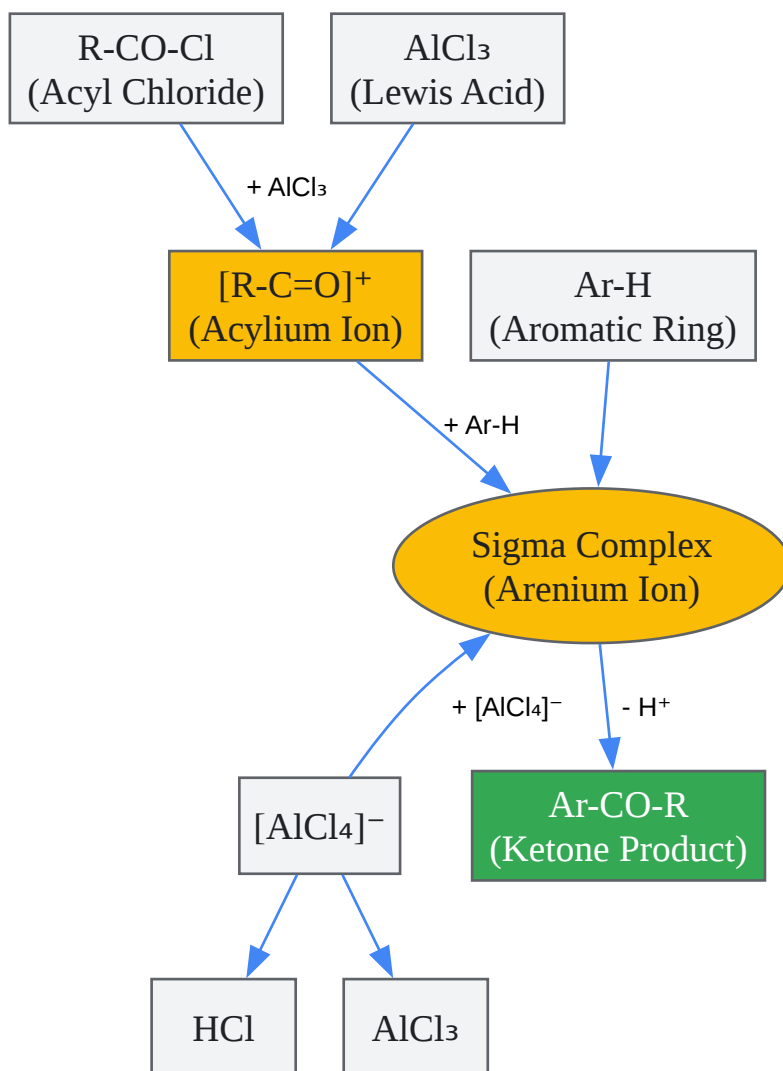 R-CO-Cl
(Acyl Chloride)
AlCl₃
(Lewis Acid)
+ AlCl₃
[R-C=O]⁺
(Acylium Ion)
Ar-H
(Aromatic Ring)
+ Ar-H
Sigma Complex
(Arenium Ion)
+ [AlCl₄]⁻
- H⁺
[AlCl₄]⁻
Ar-CO-R
(Ketone Product)
HCl
AlCl₃